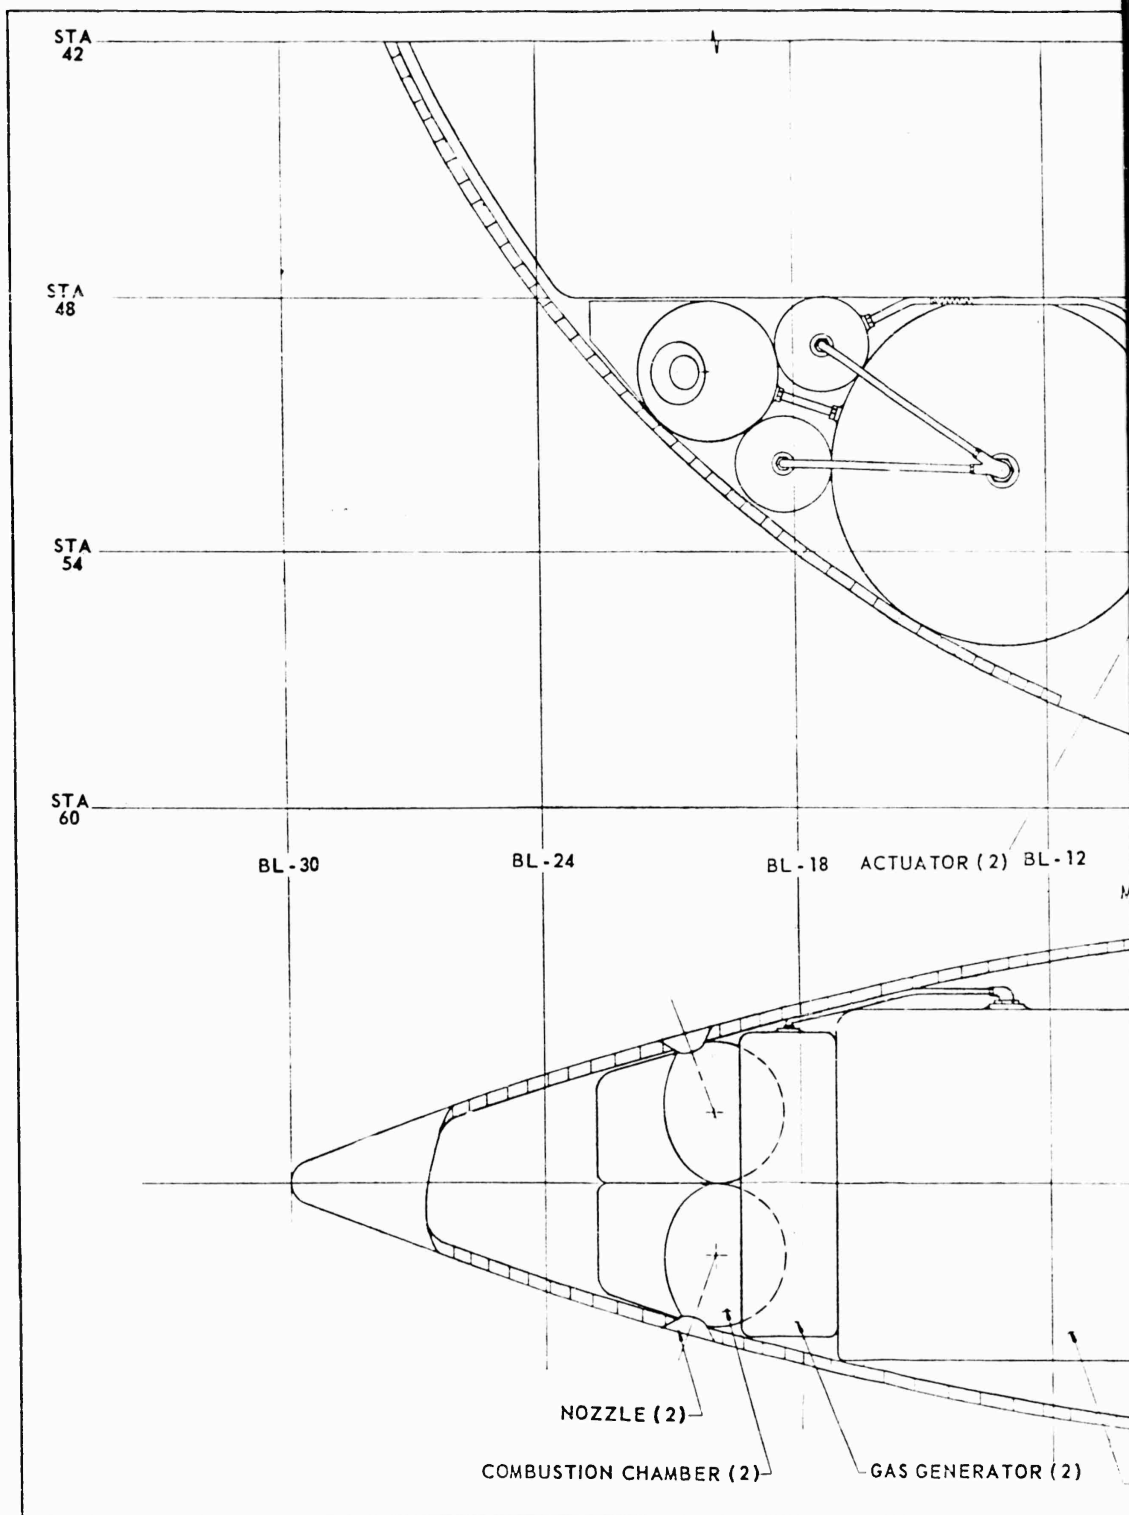 STA
42
STA
48
STA
54
STA
60
BL-30
BL-24
BL-18
ACTUATOR (2)
BL-12
NOZZLE (2)
COMBUSTION CHAMBER (2)
GAS GENERATOR (2)